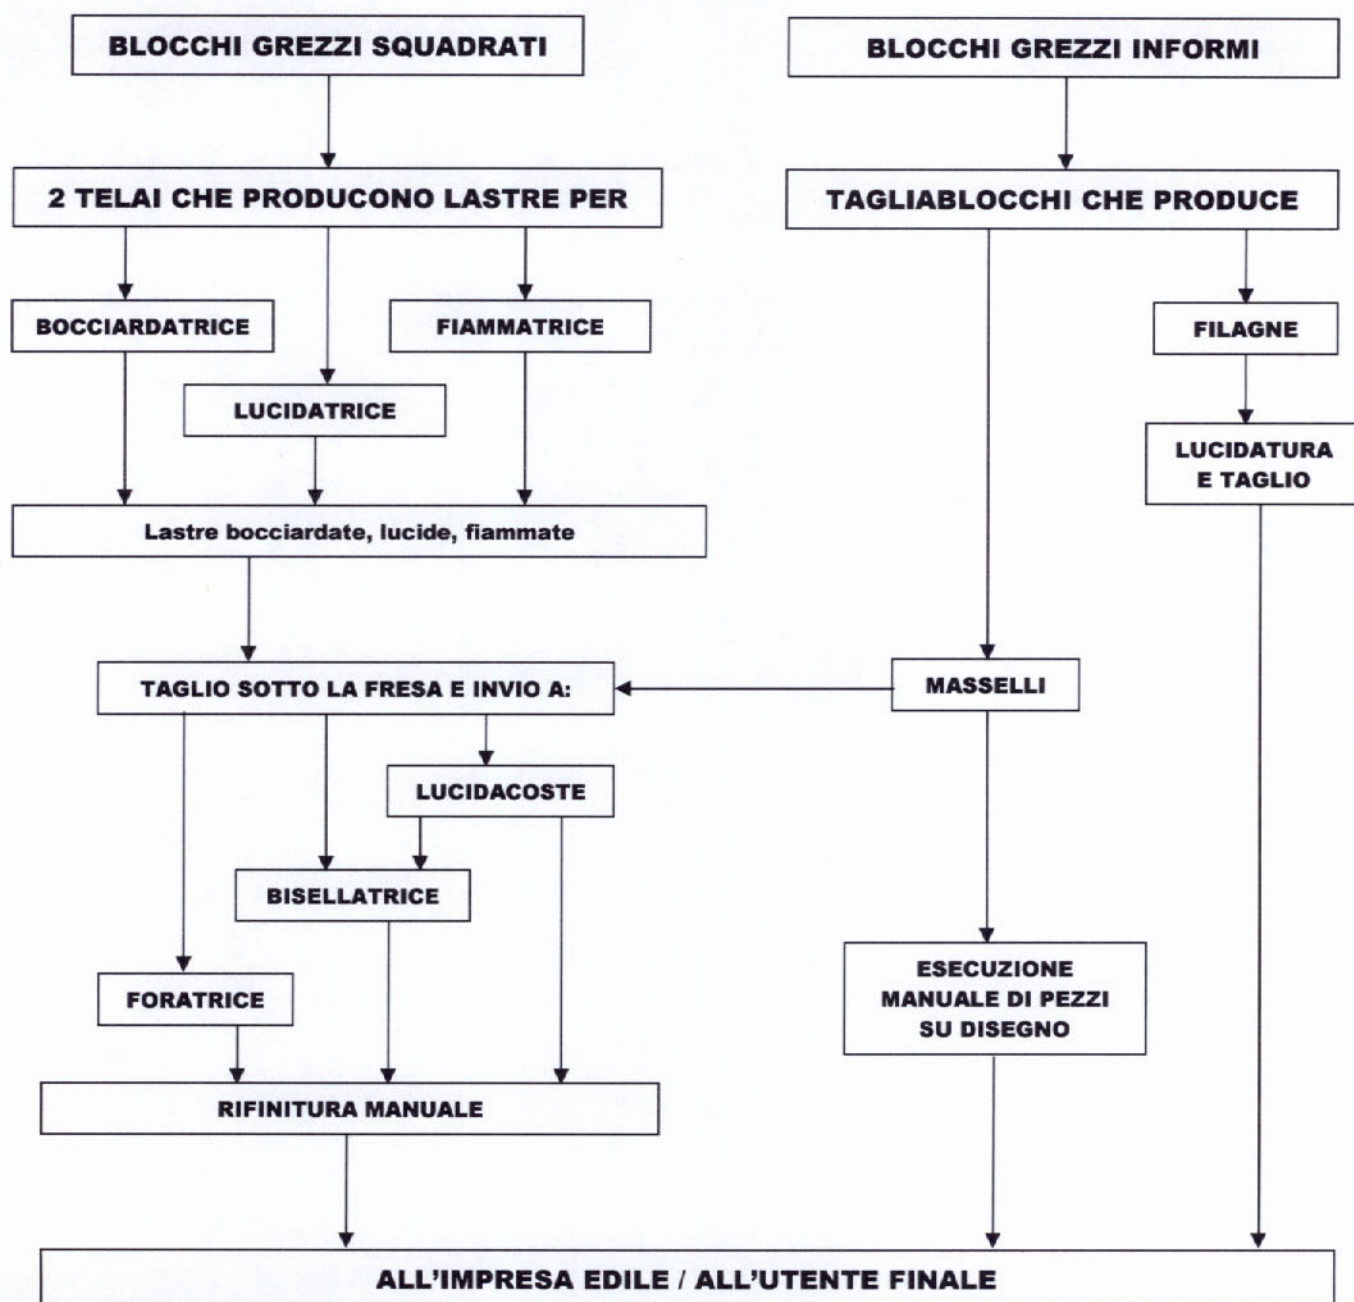 BLOCCHI GREZZI SQUADRATI
BLOCCHI GREZZI INFORMI
2 TELAI CHE PRODUCONO LASTRE PER
TAGLIABLOCCHI CHE PRODUCE
BOCCIARDATRICE
FIAMMATRICE
FILAGNE
LUCIDATRICE
LUCIDATURA
E TAGLIO
Lastre bocciardate, lucide, fiammate
TAGLIO SOTTO LA FRESA E INVIO A:
MASSELLI
LUCIDACOSTE
BISELLATRICE
FORATRICE
ESECUZIONE
MANUALE DI PEZZI
SU DISEGNO
RIFINITURA MANUALE
ALL'IMPRESA EDILE / ALL'UTENTE FINALE